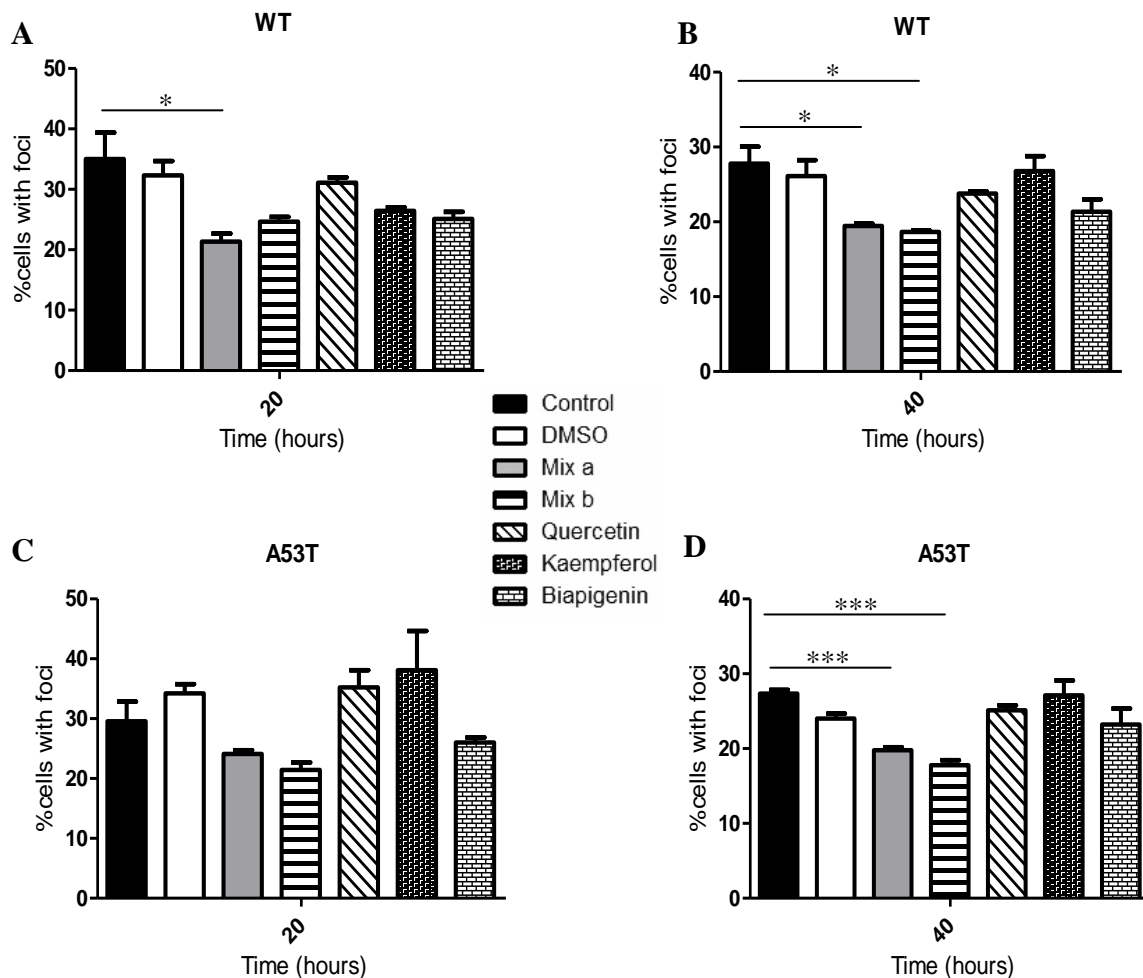 A
WT
50
40
30
20
10
0
%cells with foci
*
20
Time (hours)
B
WT
40
30
20
10
0
%cells with foci
*
*
40
Time (hours)
Control
DMSO
Mix a
Mix b
Quercetin
Kaempferol
Biapigenin
C
A53T
50
40
30
20
10
0
%cells with foci
20
Time (hours)
D
A53T
40
30
20
10
0
%cells with foci
***
***
40
Time (hours)